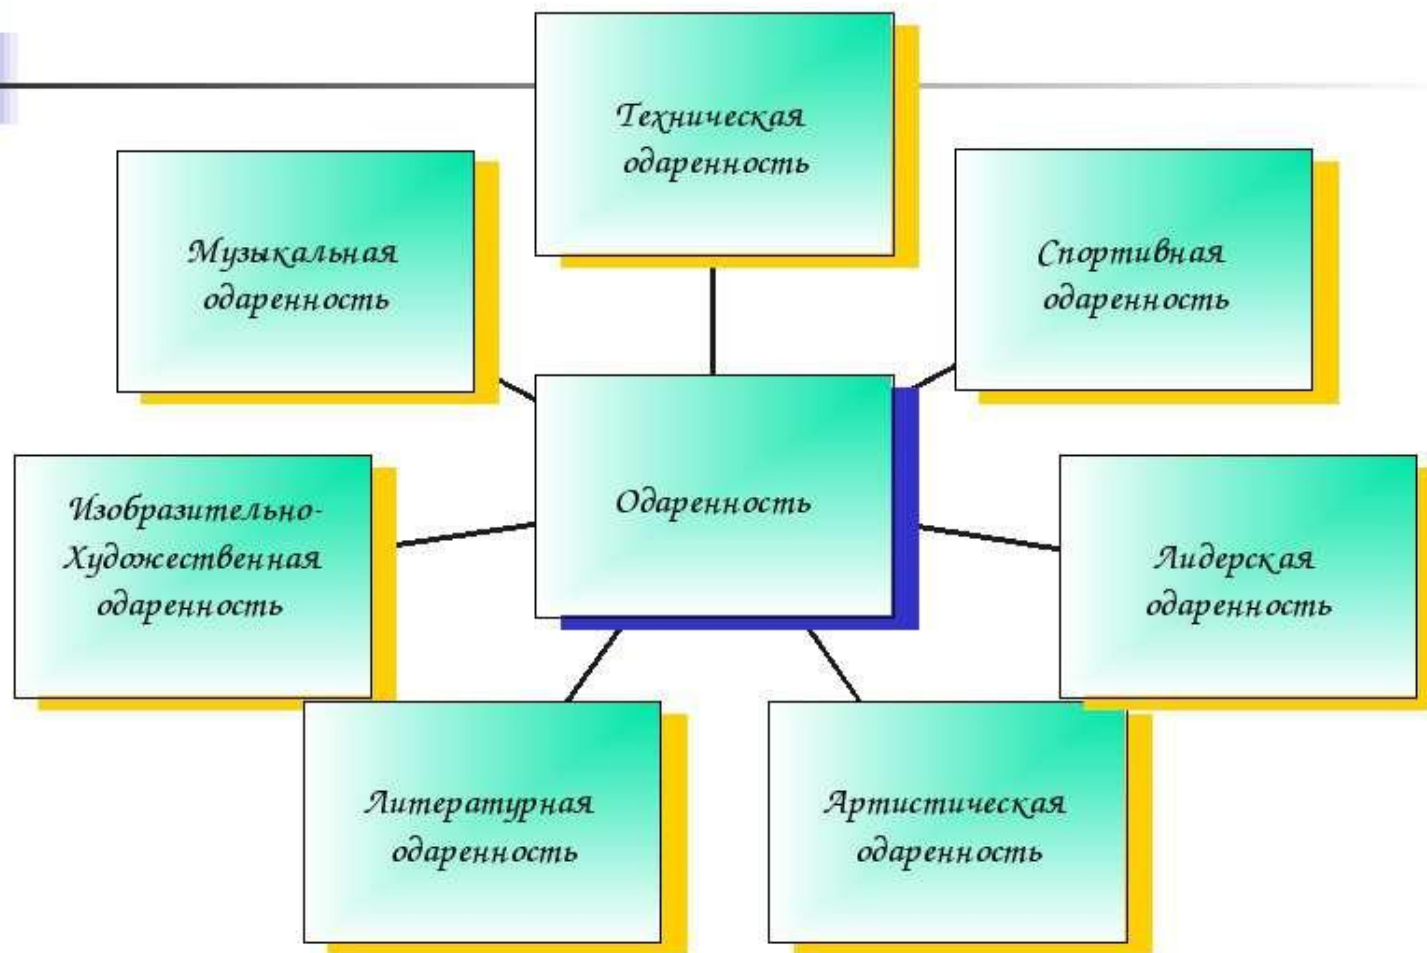 Техническая
одаренность
Музыкальная
одаренность
Спортивная
одаренность
Изобразительно-
Художественная
одаренность
Одаренность
Лидерская
одаренность
Литературная
одаренность
Артистическая
одаренность